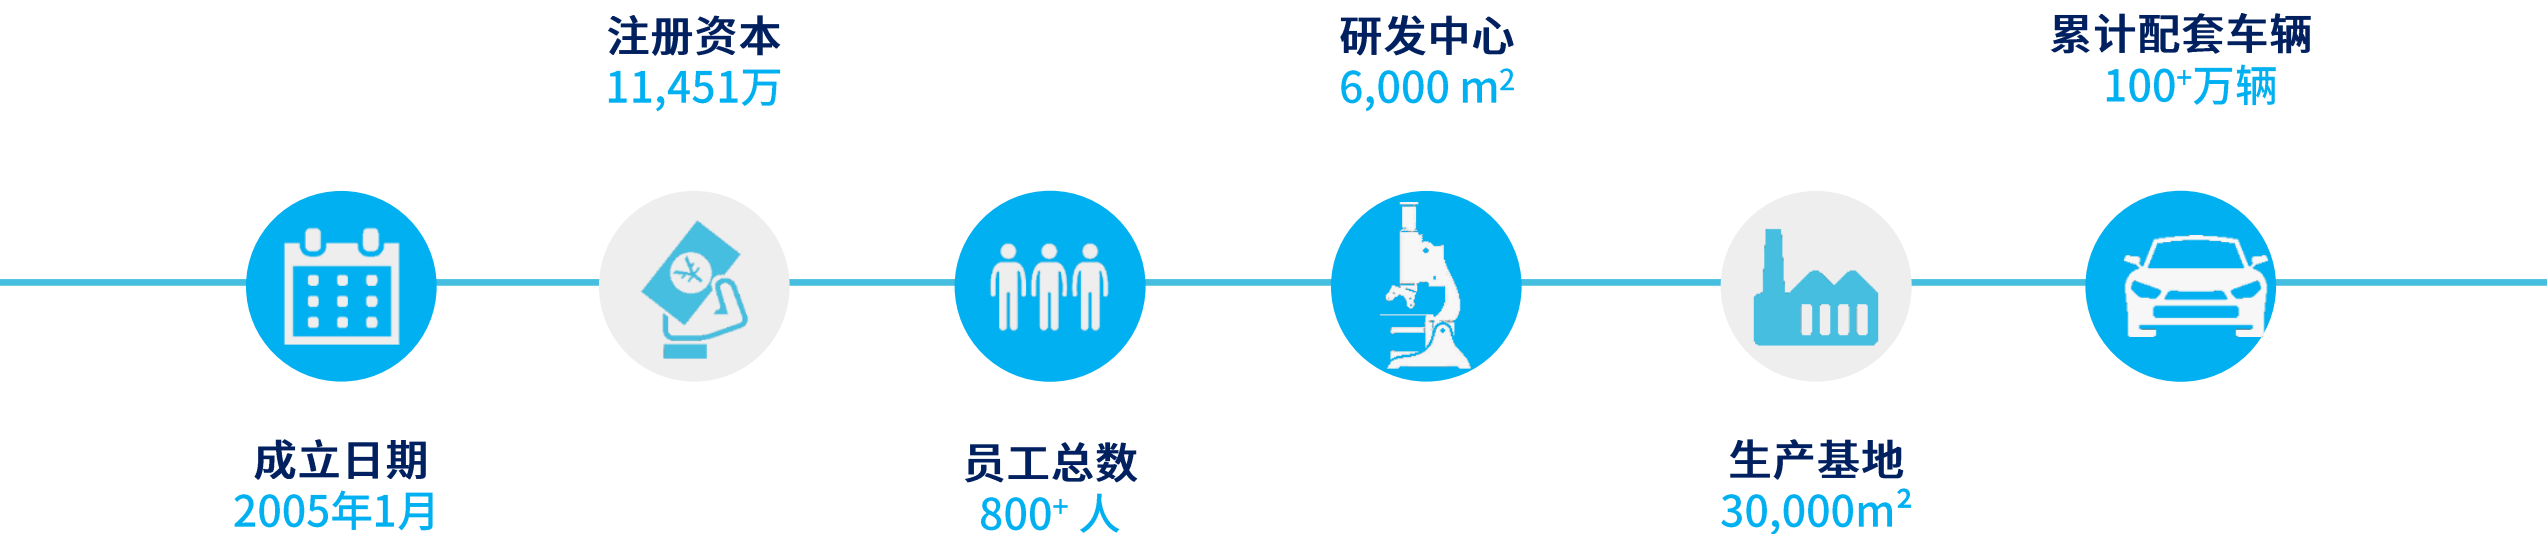 成立日期
2005年1月
注册资本
11,451万
员工总数
800⁺ 人
研发中心
6,000 m²
生产基地
30,000m²
累计配套车辆
100⁺万辆